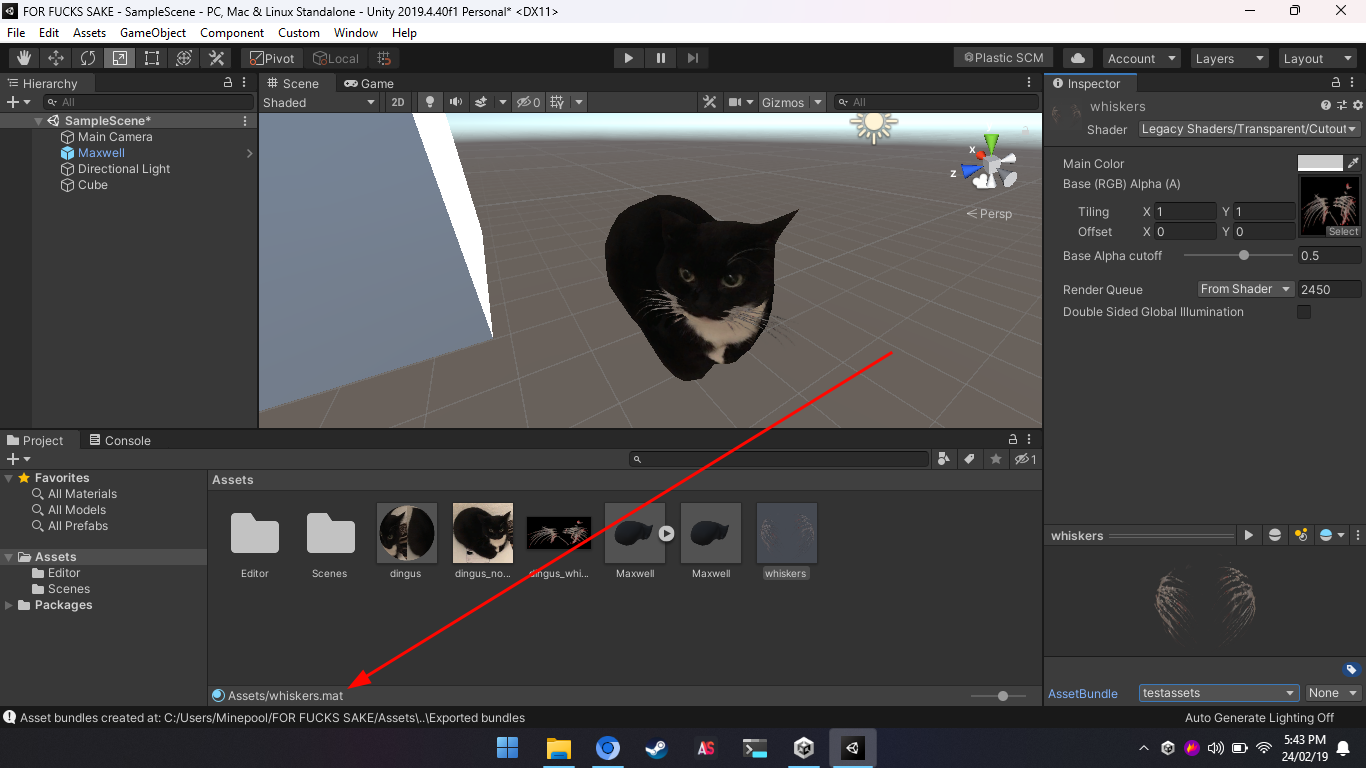 FOR FUCKS SAKE - SampleScene - PC, Mac & Linux Standalone - Unity 2019.4.40f1 Personal* <DX11>
File Edit Assets GameObject Component Custom Window Help
Pivot Local Plastic SCM Account Layers Layout
Hierarchy
All
SampleScene*
Main Camera
Maxwell
Directional Light
Cube
Scene Game
Shaded 2D 0 Gizmos All
x
z
Persp
Inspector
whiskers
Shader Legacy Shaders/Transparent/Cutout
Main Color
Base (RGB) Alpha (A)
Tiling X 1 Y 1
Offset X 0 Y 0
Select
Base Alpha cutoff 0.5
Render Queue From Shader 2450
Double Sided Global Illumination
Project Console
1
Favorites
All Materials
All Models
All Prefabs
Assets
Editor
Scenes
Packages
Assets
Editor Scenes dingus dingus_no... dingus_whi... Maxwell Maxwell whiskers
Assets/whiskers.mat
whiskers
AssetBundle testassets None
Asset bundles created at: C:/Users/Minepool/FOR FUCKS SAKE/Assets\..\Exported bundles
Auto Generate Lighting Off
AS
5:43 PM
24/02/19